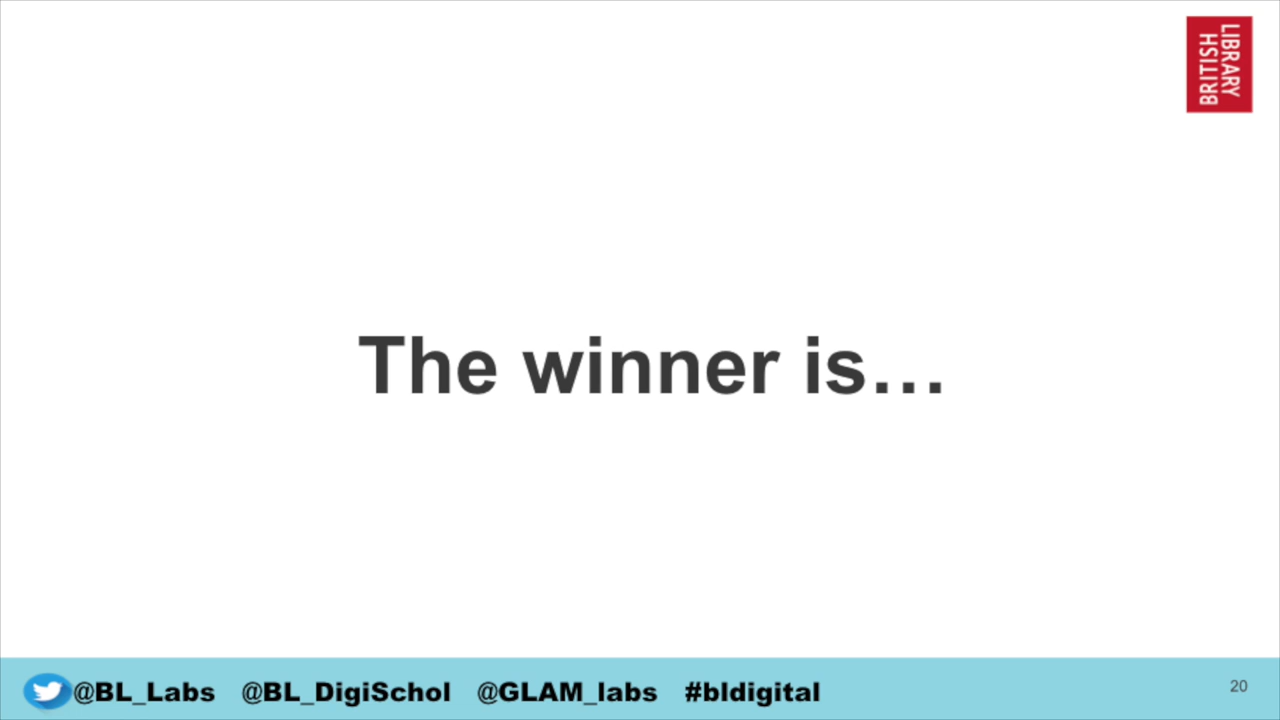 BRITISH
LIBRARY
The winner is…
@BL_Labs @BL_DigiSchol @GLAM_labs #bldigital
20